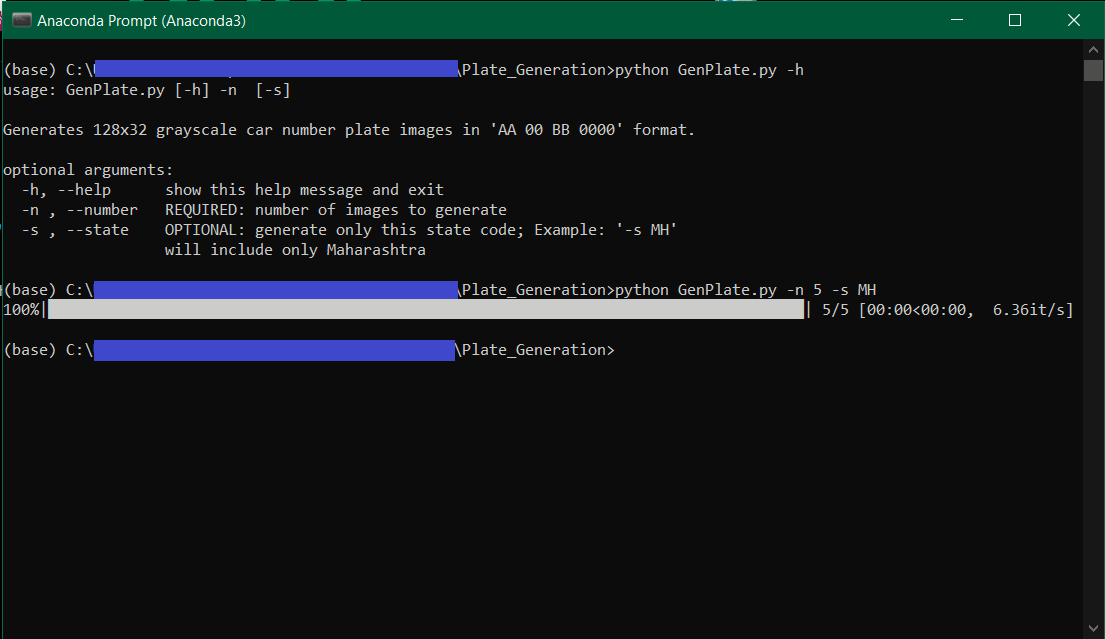 Anaconda Prompt (Anaconda3)
(base) C:\ \Plate_Generation>python GenPlate.py -h
usage: GenPlate.py [-h] -n  [-s]
Generates 128x32 grayscale car number plate images in 'AA 00 BB 0000' format.
optional arguments:
  -h, --help      show this help message and exit
  -n , --number   REQUIRED: number of images to generate
  -s , --state    OPTIONAL: generate only this state code; Example: '-s MH'
                  will include only Maharashtra
(base) C:\ \Plate_Generation>python GenPlate.py -n 5 -s MH
100%| | 5/5 [00:00<00:00,  6.36it/s]
(base) C:\ \Plate_Generation>